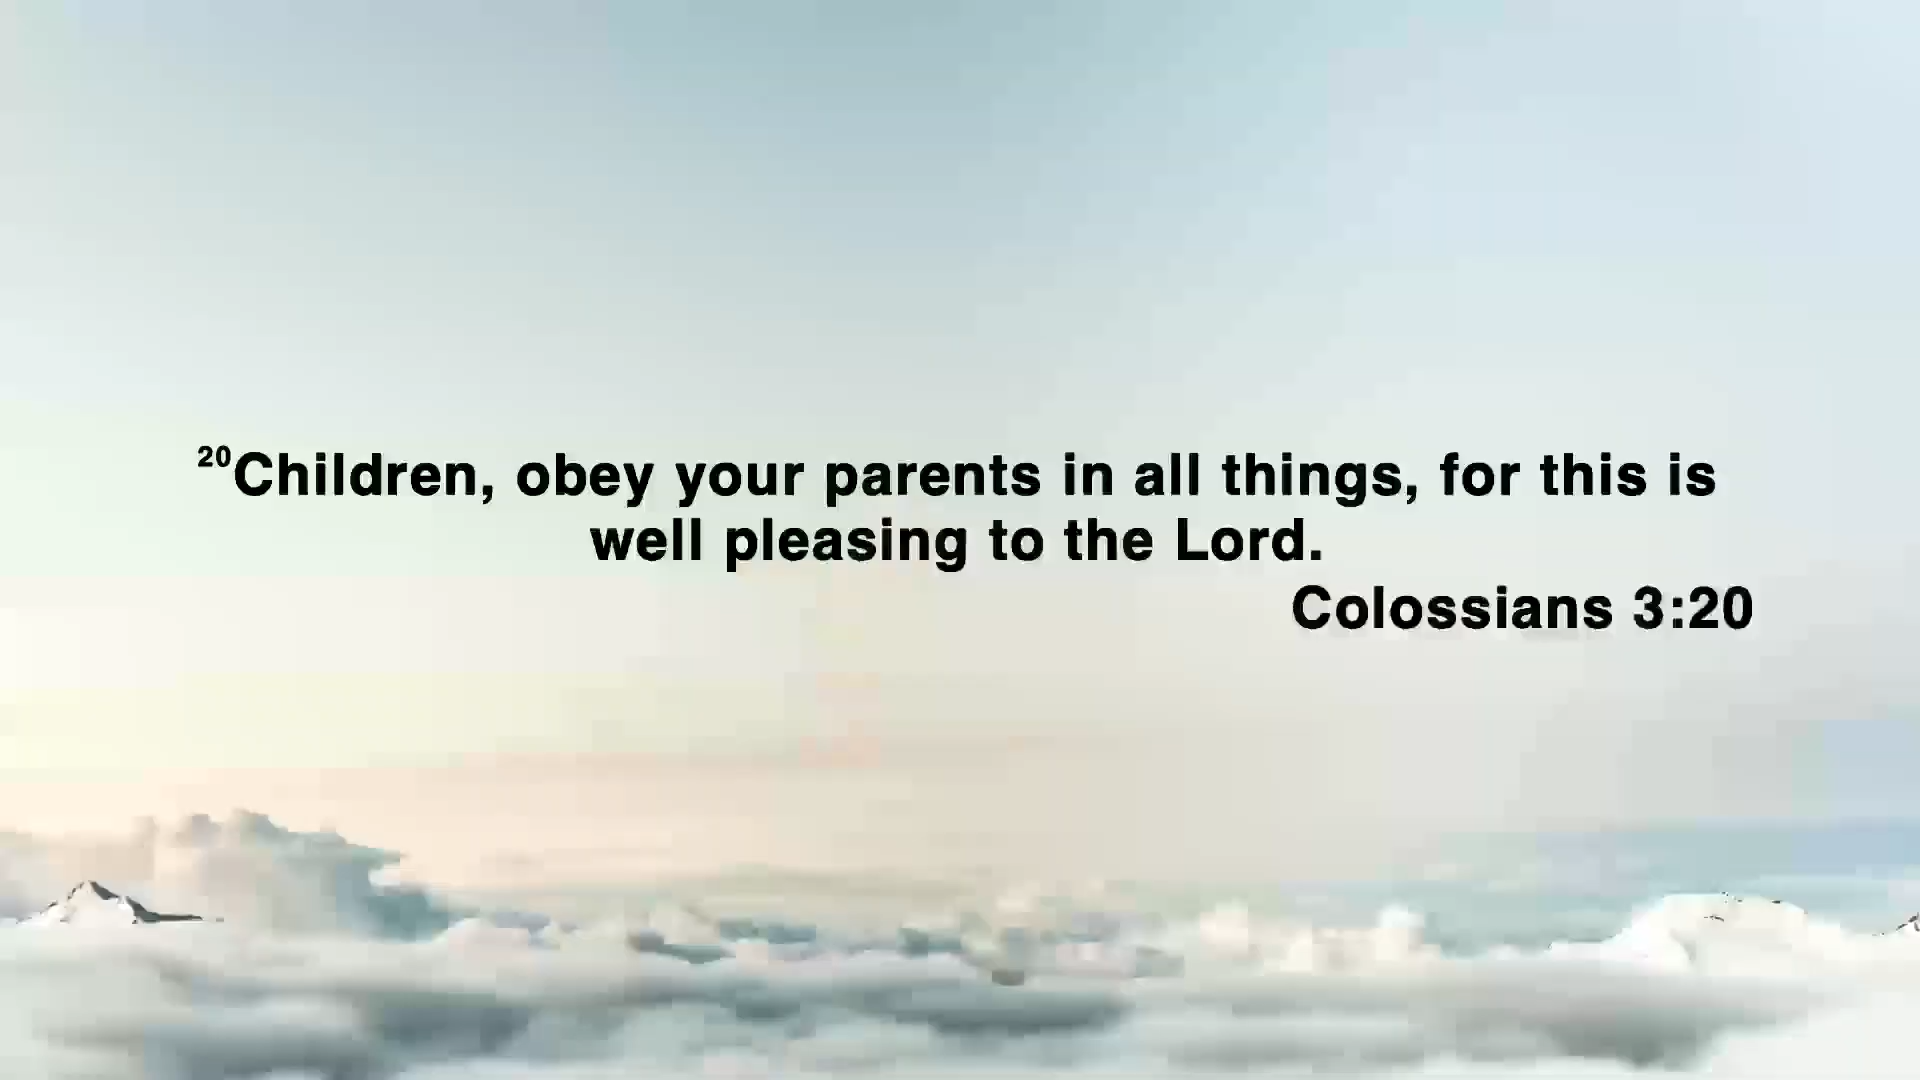 ²⁰Children, obey your parents in all things, for this is
well pleasing to the Lord.
Colossians 3:20